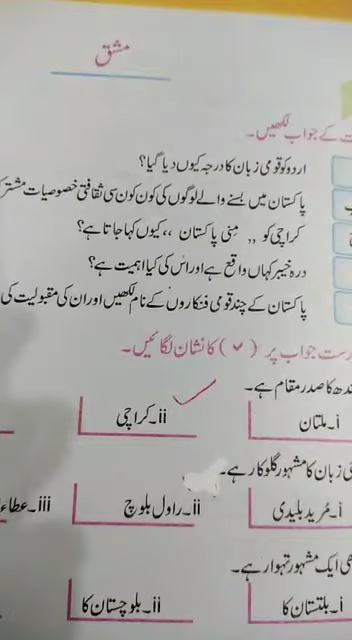 مشق
کے جواب لکھیں۔
اردو کو قومی زبان کا درجہ کیوں دیا گیا؟
پاکستان میں بسنے والے لوگوں کی کون کون سی ثقافتی خصوصیات مشترک
کراچی کو ,, منی پاکستان ،، کیوں کہا جاتا ہے؟
درہ خیبر کہاں واقع ہے اور اس کی کیا اہمیت ہے؟
پاکستان کے چند قومی فنکاروں کے نام لکھیں اور ان کی مقبولیت کی
درست جواب پر ( ✓ ) کا نشان لگائیں۔
کا صدر مقام ہے۔
i۔ ملتان ii۔ کراچی
زبان کا مشہور گلوکار ہے۔
i۔ مُرید بلیدی ii۔ راول بلوچ iii۔ عطاء
ایک مشہور تہوار ہے۔
i۔ بلتستان کا ii۔ بلوچستان کا